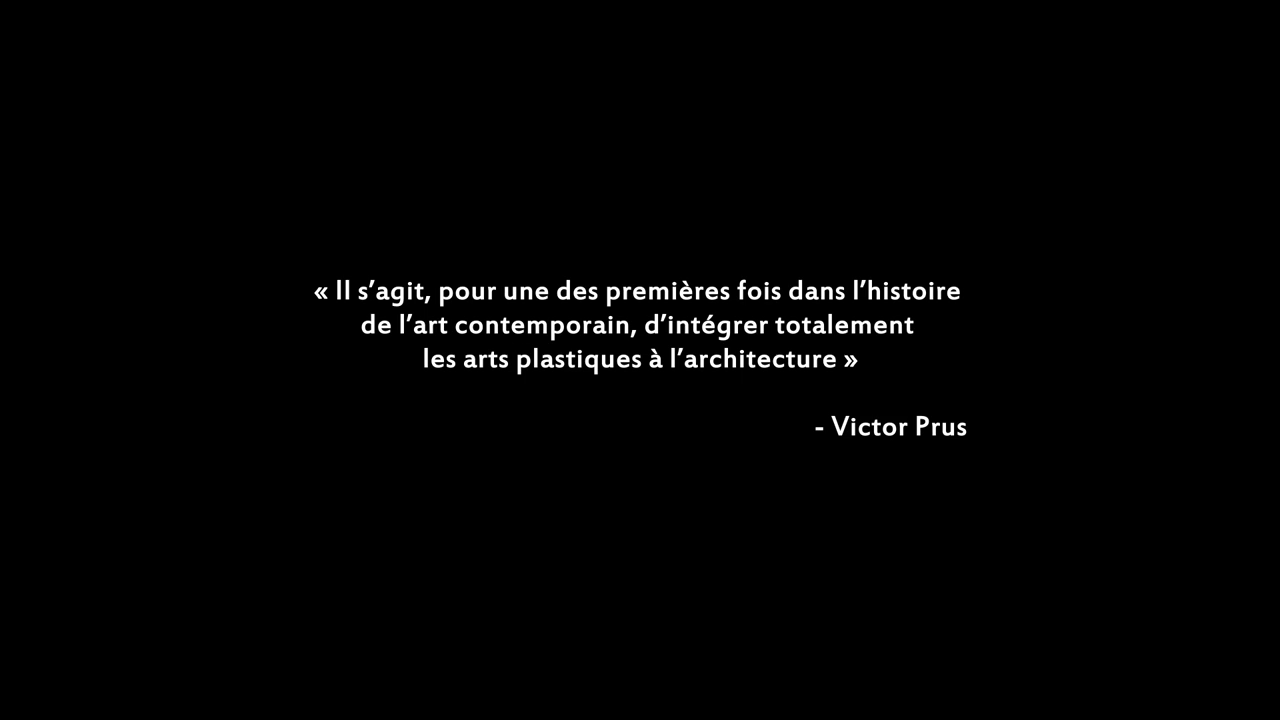 « Il s’agit, pour une des premières fois dans l’histoire
de l’art contemporain, d’intégrer totalement
les arts plastiques à l’architecture »
- Victor Prus